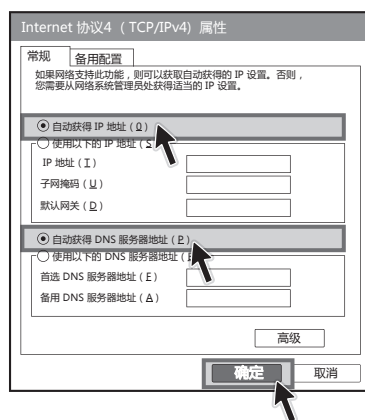 Internet 协议4 （ TCP/IPv4) 属性
常规 备用配置
如果网络支持此功能，则可以获取自动获得的 IP 设置。否则，
您需要从网络系统管理员处获得适当的 IP 设置。
自动获得 IP 地址（O）
使用以下的 IP 地址（S
IP 地址（I）
子网掩码（U）
默认网关（D）
自动获得 DNS 服务器地址（P）
使用以下的 DNS 服务器地址（
首选 DNS 服务器地址（E）
备用 DNS 服务器地址（A）
高级
确定 取消